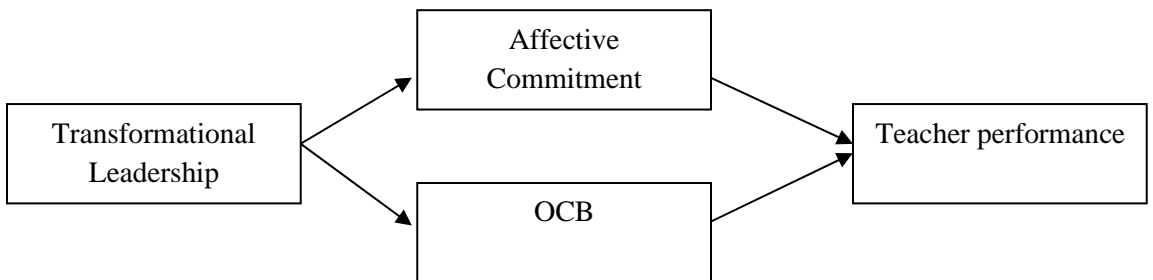 Affective
Commitment
Transformational
Leadership
Teacher performance
OCB